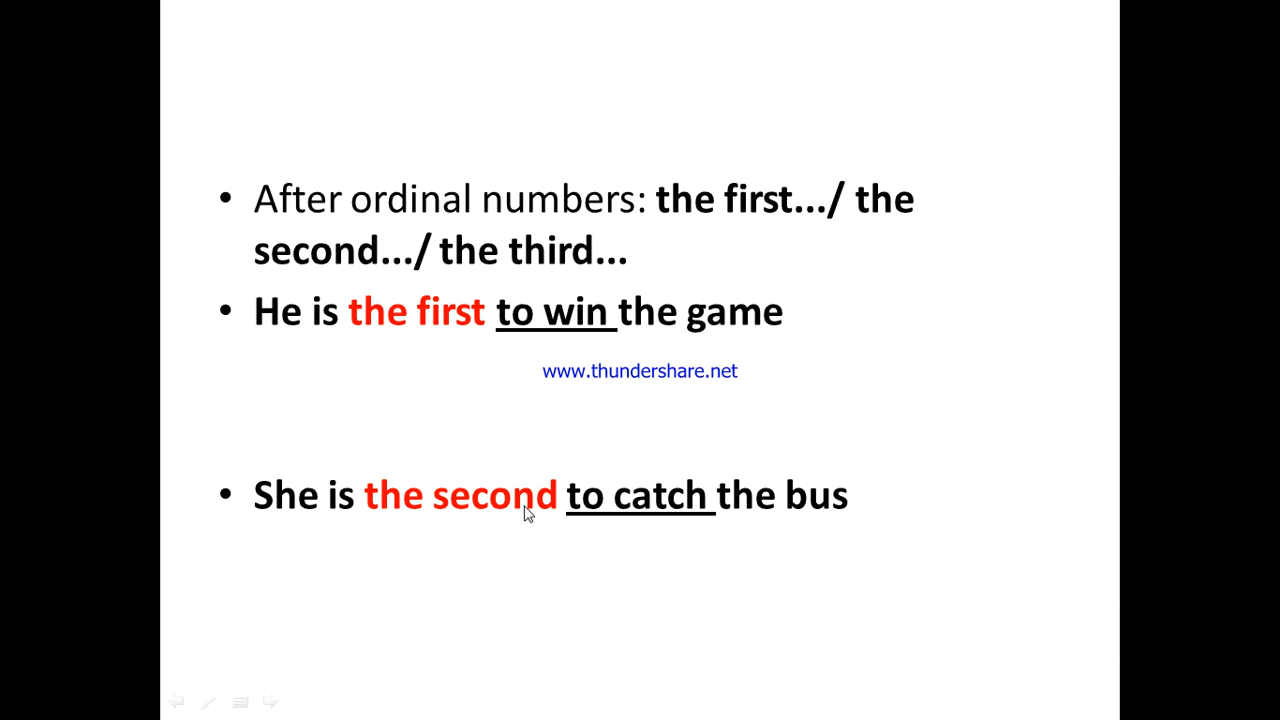 • After ordinal numbers: the first.../ the
second.../ the third...
• He is the first to win the game
www.thundershare.net
• She is the second to catch the bus